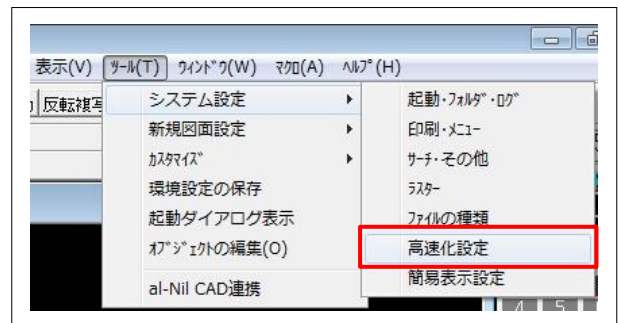 表示(V) ﾂｰﾙ(T) ｳｨﾝﾄﾞｳ(W) ﾏｸﾛ(A) ﾍﾙﾌﾟ(H)
反転複写
システム設定
新規図面設定
ｶｽﾀﾏｲｽﾞ
環境設定の保存
起動ダイアログ表示
ｵﾌﾞｼﾞｪｸﾄの編集(O)
al-Nil CAD連携
起動･ﾌｫﾙﾀﾞ･ﾛｸﾞ
印刷･ﾒﾆｭｰ
ｻｰﾁ･その他
ﾗｽﾀｰ
ﾌｧｲﾙの種類
高速化設定
簡易表示設定
4 5